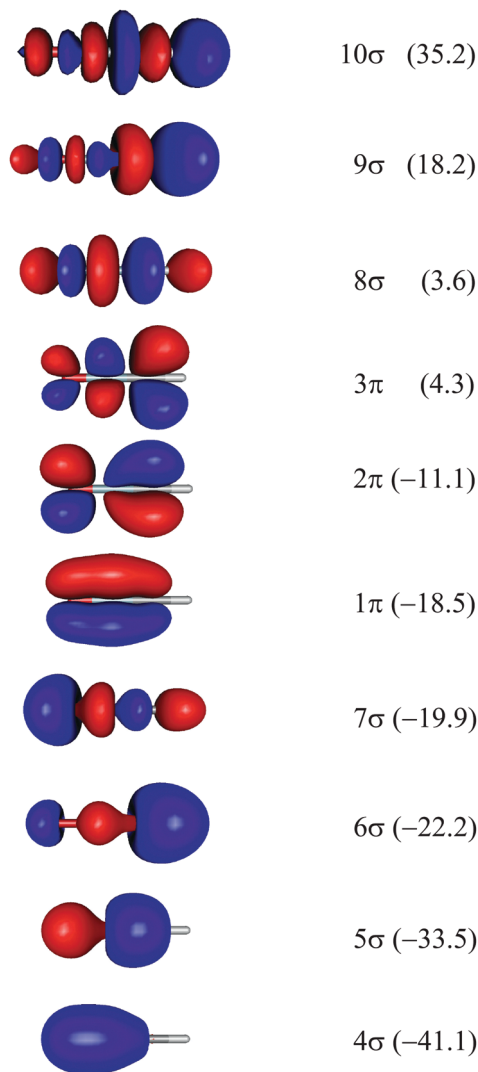 10σ (35.2)
9σ (18.2)
8σ (3.6)
3π (4.3)
2π (−11.1)
1π (−18.5)
7σ (−19.9)
6σ (−22.2)
5σ (−33.5)
4σ (−41.1)